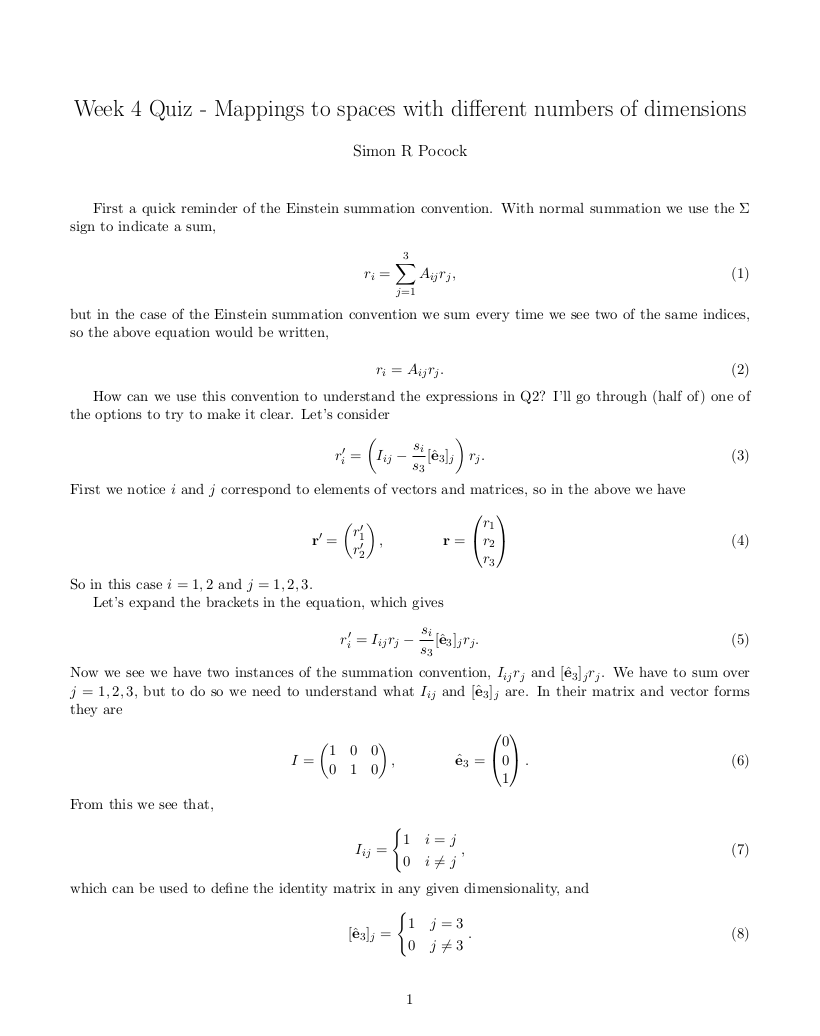 Week 4 Quiz - Mappings to spaces with different numbers of dimensions
Simon R Pocock
First a quick reminder of the Einstein summation convention. With normal summation we use the Σ
sign to indicate a sum,
r_i = \sum_{j=1}^{3} A_{ij} r_j, (1)
but in the case of the Einstein summation convention we sum every time we see two of the same indices,
so the above equation would be written,
r_i = A_{ij} r_j. (2)
How can we use this convention to understand the expressions in Q2? I'll go through (half of) one of
the options to try to make it clear. Let's consider
r'_i = \left( I_{ij} - \frac{s_i}{s_3} [\hat{\mathbf{e}}_3]_j \right) r_j. (3)
First we notice i and j correspond to elements of vectors and matrices, so in the above we have
\mathbf{r}' = \begin{pmatrix} r'_1 \\ r'_2 \end{pmatrix}, \mathbf{r} = \begin{pmatrix} r_1 \\ r_2 \\ r_3 \end{pmatrix} (4)
So in this case i = 1, 2 and j = 1, 2, 3.
Let's expand the brackets in the equation, which gives
r'_i = I_{ij} r_j - \frac{s_i}{s_3} [\hat{\mathbf{e}}_3]_j r_j. (5)
Now we see we have two instances of the summation convention, I_{ij} r_j and [\hat{\mathbf{e}}_3]_j r_j. We have to sum over
j = 1, 2, 3, but to do so we need to understand what I_{ij} and [\hat{\mathbf{e}}_3]_j are. In their matrix and vector forms
they are
I = \begin{pmatrix} 1 & 0 & 0 \\ 0 & 1 & 0 \end{pmatrix}, \hat{\mathbf{e}}_3 = \begin{pmatrix} 0 \\ 0 \\ 1 \end{pmatrix}. (6)
From this we see that,
I_{ij} = \begin{cases} 1 & i = j \\ 0 & i \neq j \end{cases}, (7)
which can be used to define the identity matrix in any given dimensionality, and
[\hat{\mathbf{e}}_3]_j = \begin{cases} 1 & j = 3 \\ 0 & j \neq 3 \end{cases}. (8)
1